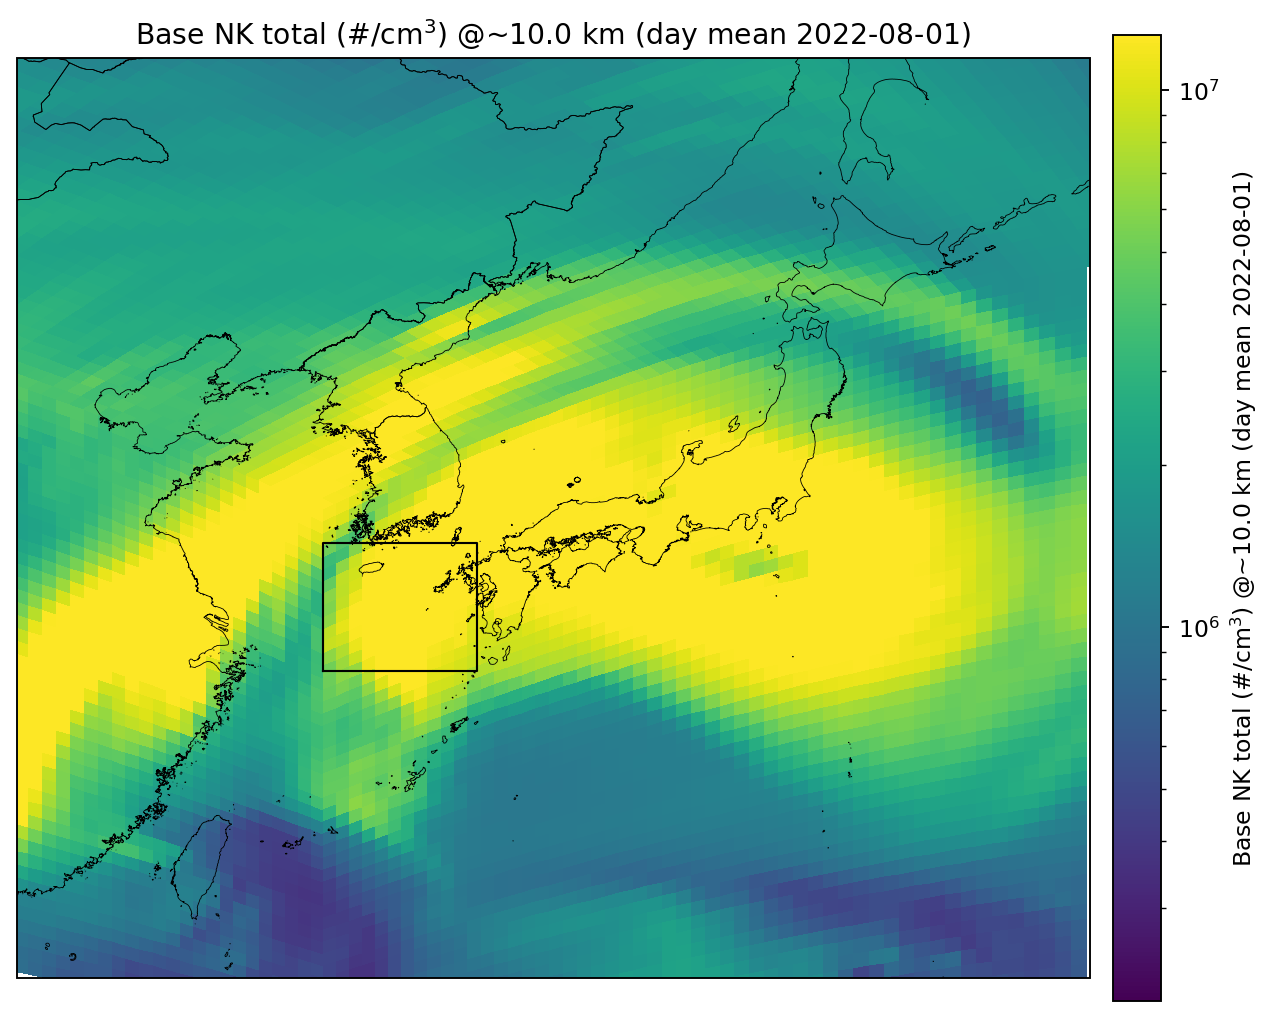 Base NK total (#/cm³) @~10.0 km (day mean 2022-08-01)
10⁷
10⁶
Base NK total (#/cm³) @~10.0 km (day mean 2022-08-01)